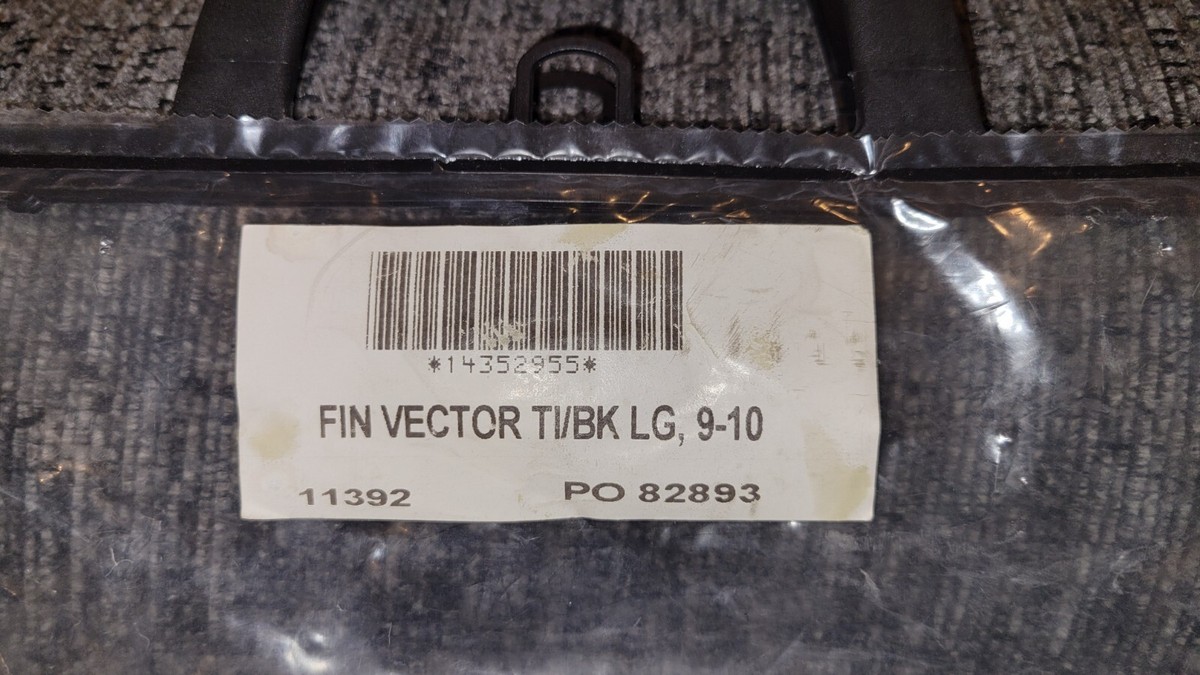 *14352955*
FIN VECTOR TI/BK LG, 9-10
11392 PO 82893